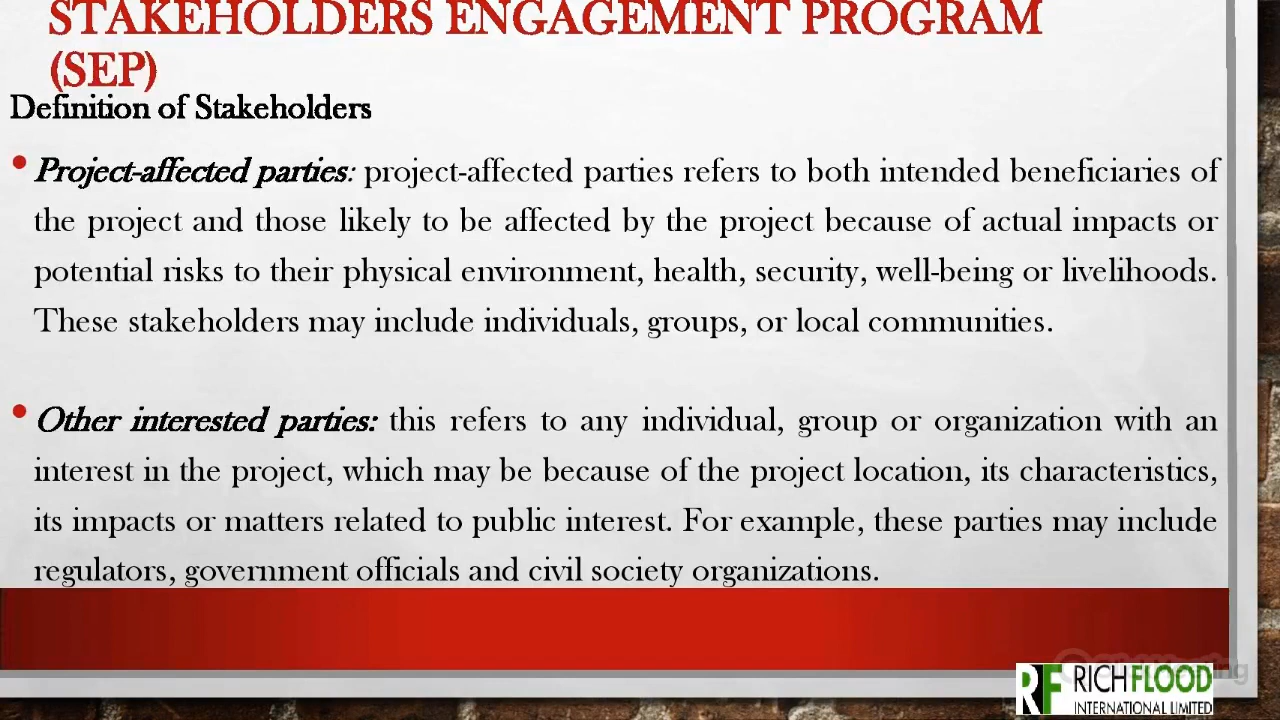 STAKEHOLDERS ENGAGEMENT PROGRAM
(SEP)
Definition of Stakeholders
• Project-affected parties: project-affected parties refers to both intended beneficiaries of
the project and those likely to be affected by the project because of actual impacts or
potential risks to their physical environment, health, security, well-being or livelihoods.
These stakeholders may include individuals, groups, or local communities.
• Other interested parties: this refers to any individual, group or organization with an
interest in the project, which may be because of the project location, its characteristics,
its impacts or matters related to public interest. For example, these parties may include
regulators, government officials and civil society organizations.
RF RICHFLOOD
INTERNATIONAL LIMITED